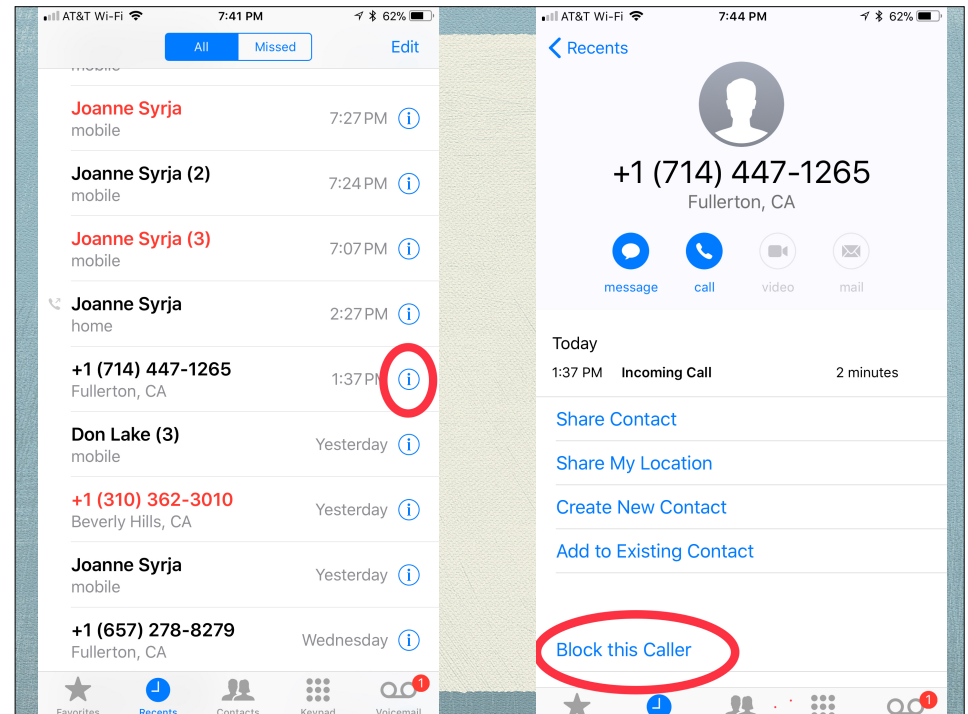 AT&T Wi-Fi 7:41 PM 62%
All Missed Edit
Joanne Syrja 7:27 PM
mobile
Joanne Syrja (2) 7:24 PM
mobile
Joanne Syrja (3) 7:07 PM
mobile
Joanne Syrja 2:27 PM
home
+1 (714) 447-1265 1:37 PM
Fullerton, CA
Don Lake (3) Yesterday
mobile
+1 (310) 362-3010 Yesterday
Beverly Hills, CA
Joanne Syrja Yesterday
mobile
+1 (657) 278-8279 Wednesday
Fullerton, CA
1
Favorites Recents Contacts Keypad Voicemail
AT&T Wi-Fi 7:44 PM 62%
Recents
+1 (714) 447-1265
Fullerton, CA
message call video mail
Today
1:37 PM Incoming Call 2 minutes
Share Contact
Share My Location
Create New Contact
Add to Existing Contact
Block this Caller
1